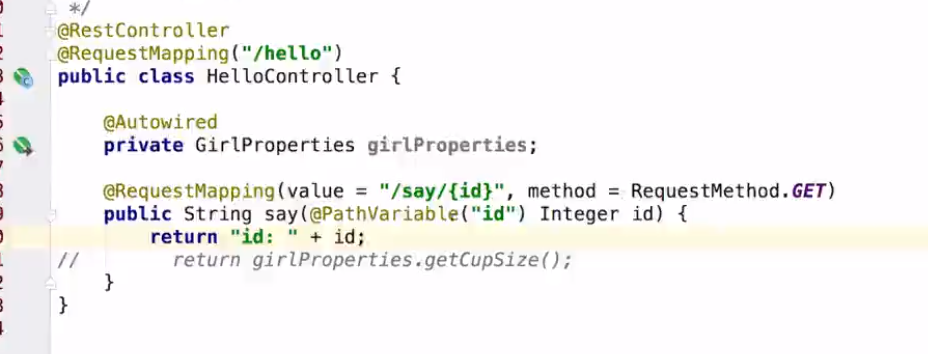 */
@RestController
@RequestMapping("/hello")
public class HelloController {
@Autowired
private GirlProperties girlProperties;
@RequestMapping(value = "/say/{id}", method = RequestMethod.GET)
public String say(@PathVariable("id") Integer id) {
return "id: " + id;
//        return girlProperties.getCupSize();
}
}